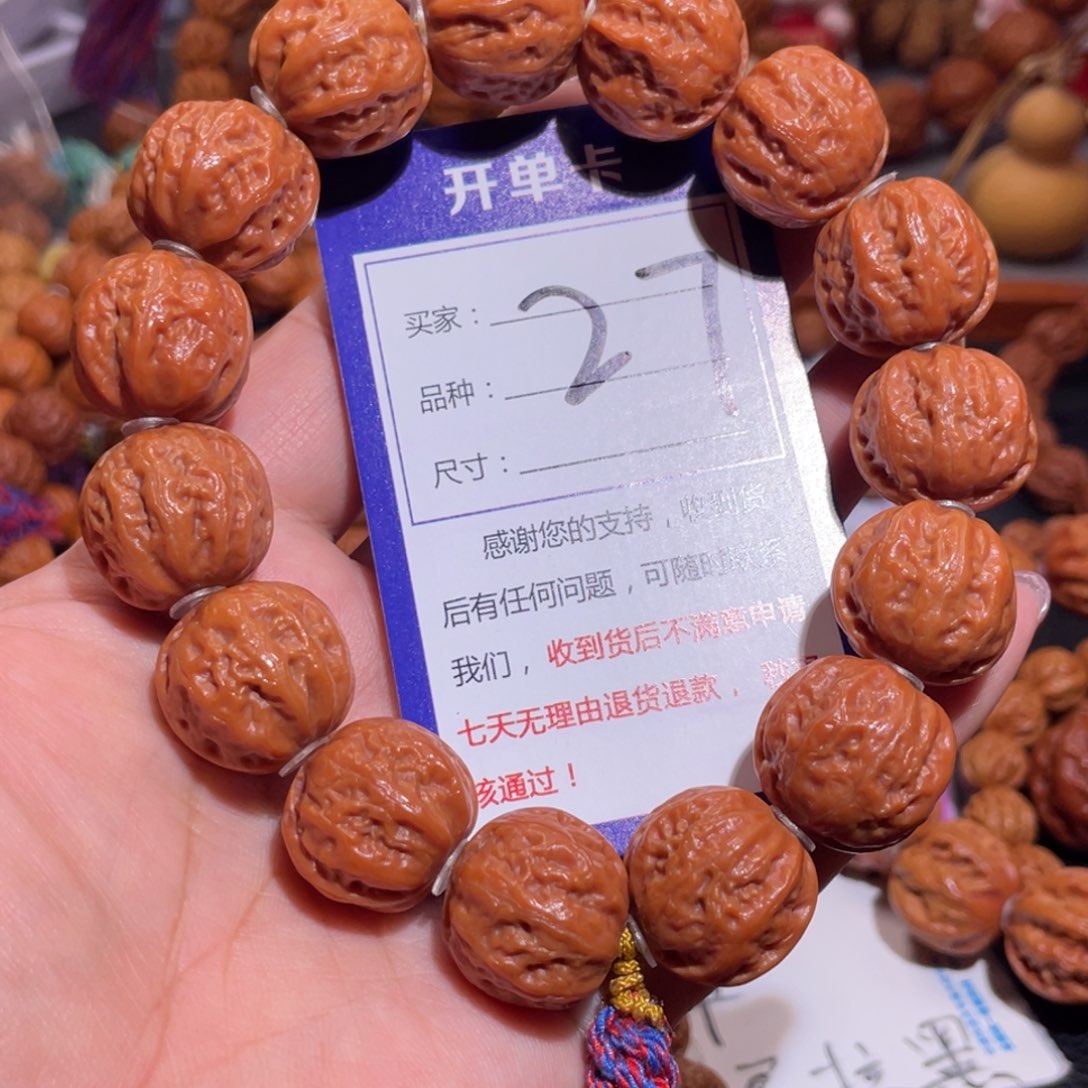 开单卡
买家：
27
品种：
尺寸：
感谢您的支持，收到货
后有任何问题，可随时联系
我们，收到货后不满意申请
七天无理由退货退款，
核通过！